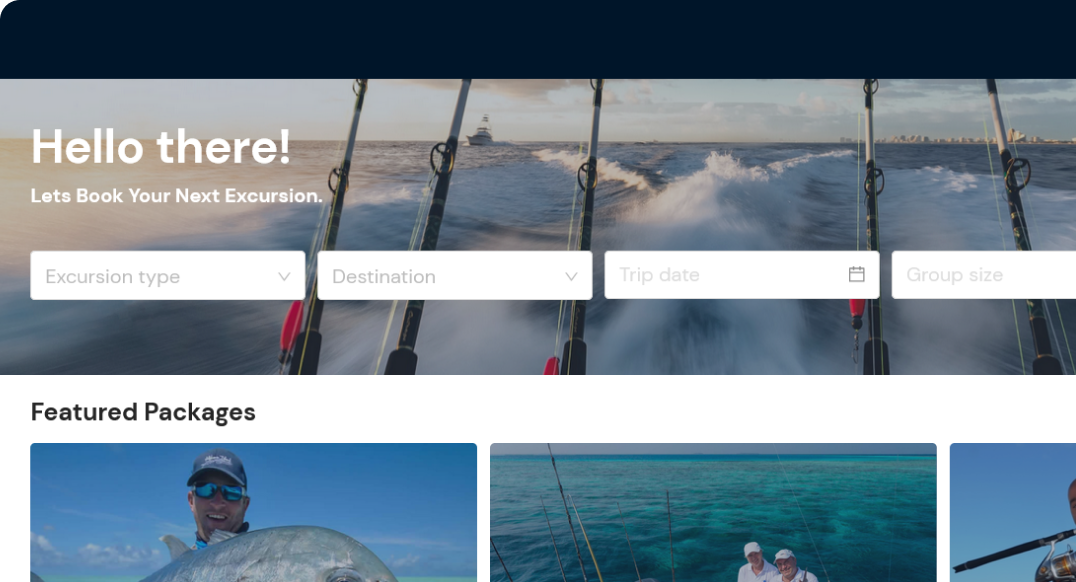 Hello there!
Lets Book Your Next Excursion.
Excursion type
Destination
Trip date
Group size
Featured Packages